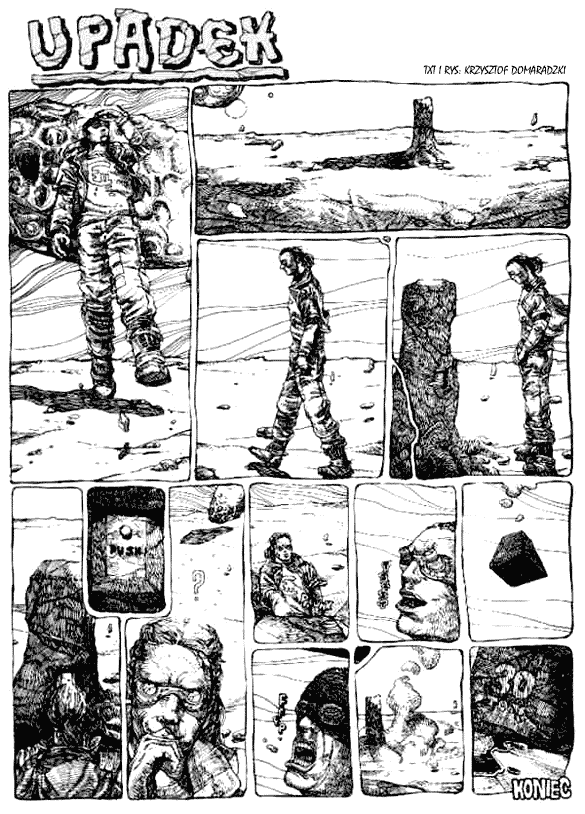 UPADEK
TXT I RYS: KRZYSZTOF DOMARADZKI
PUSH
?
30
KONIEC